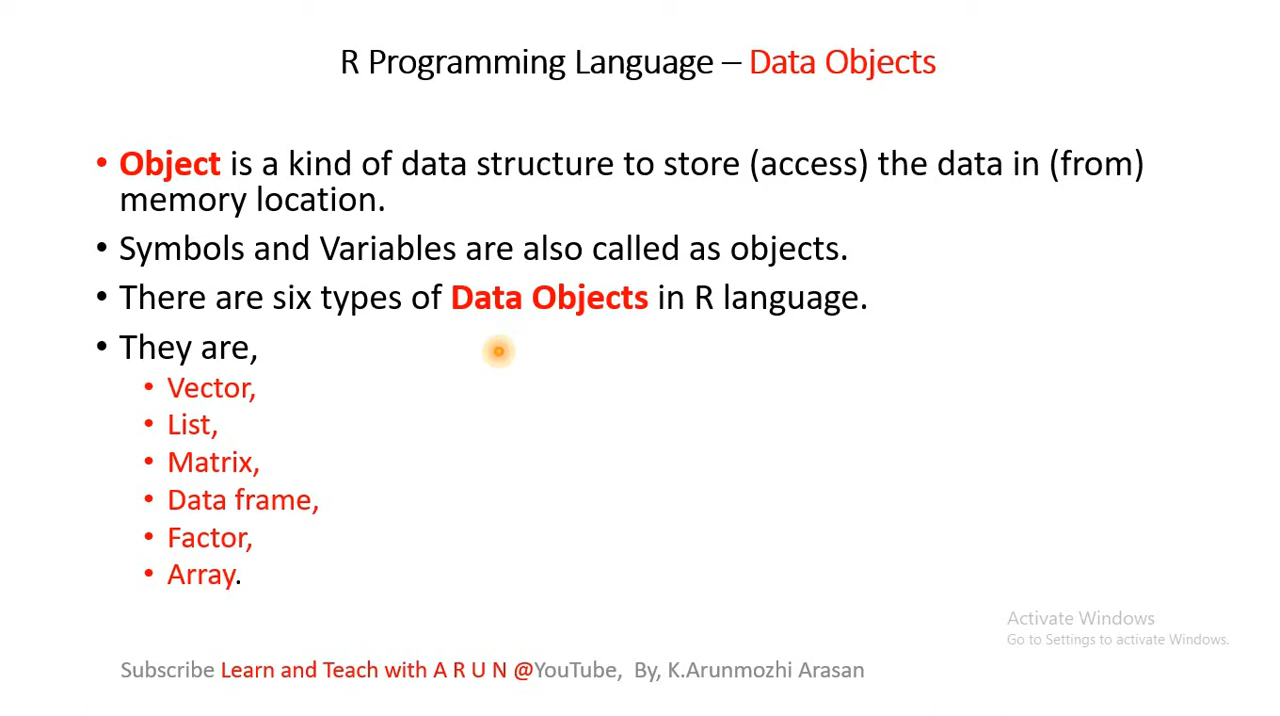 R Programming Language – Data Objects
• Object is a kind of data structure to store (access) the data in (from)
memory location.
• Symbols and Variables are also called as objects.
• There are six types of Data Objects in R language.
• They are,
• Vector,
• List,
• Matrix,
• Data frame,
• Factor,
• Array.
Activate Windows
Go to Settings to activate Windows.
Subscribe Learn and Teach with A R U N @YouTube, By, K.Arunmozhi Arasan